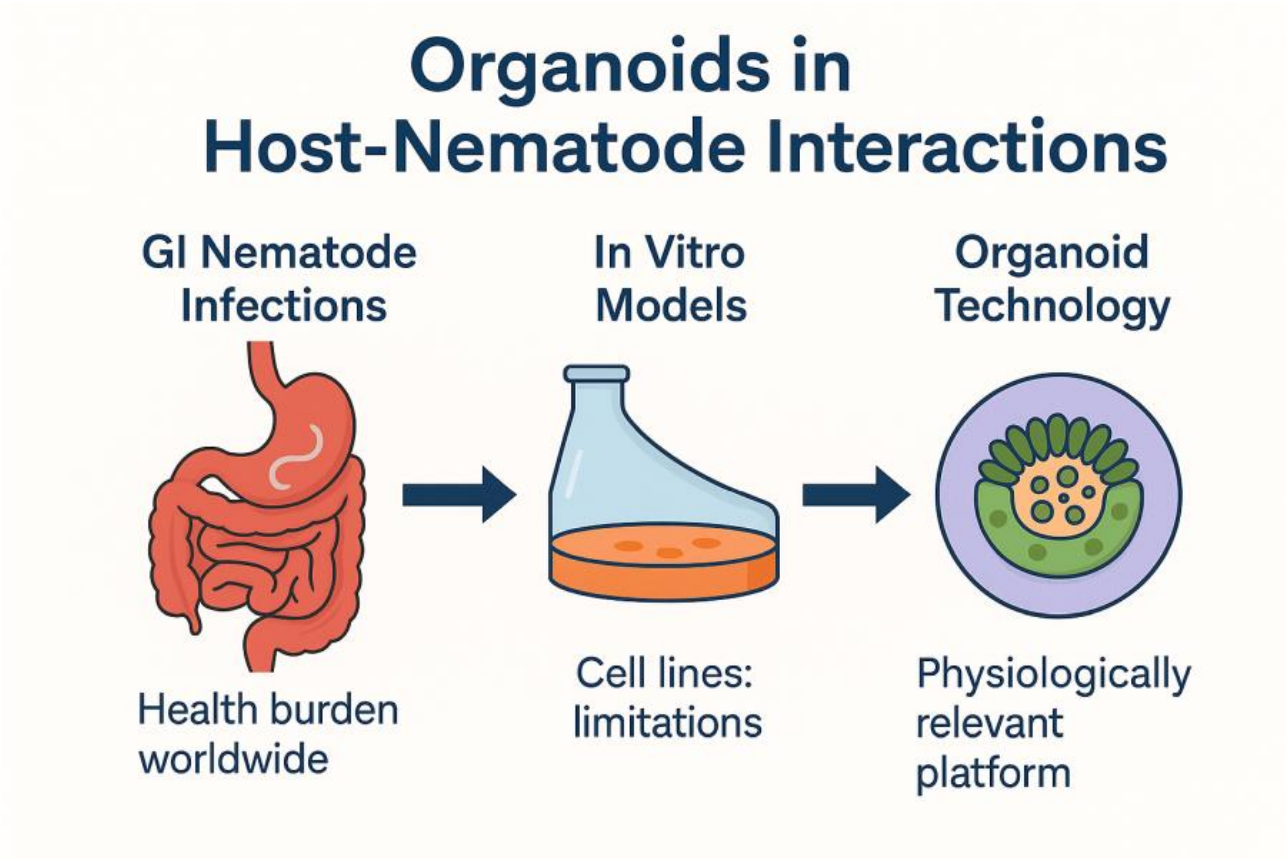 Organoids in
Host-Nematode Interactions
GI Nematode
Infections
In Vitro
Models
Organoid
Technology
Health burden
worldwide
Cell lines:
limitations
Physiologically
relevant
platform